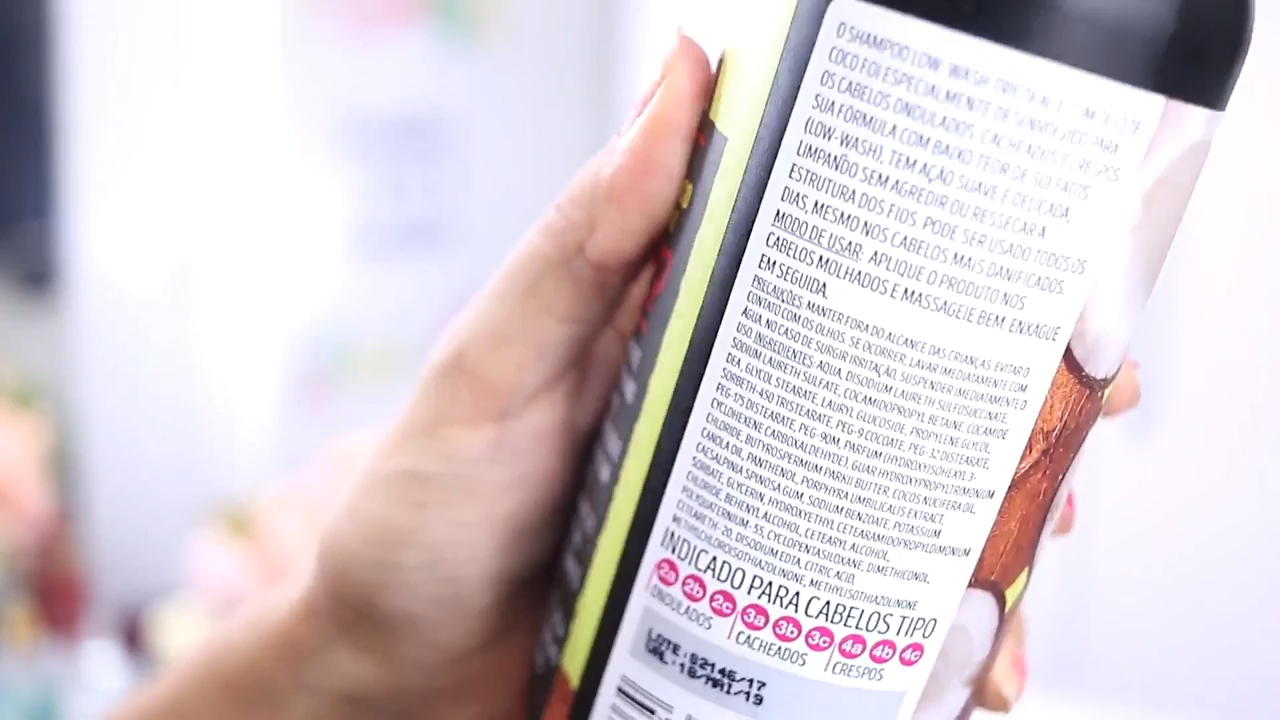 O SHAMPOO LOW-WASH
COCO FOI ESPECIALMENTE DESENVOLVIDO PARA
OS CABELOS ONDULADOS, CACHEADOS E CRESPOS.
SUA FÓRMULA COM BAIXO TEOR DE SULFATOS
(LOW-WASH), TEM AÇÃO SUAVE E DELICADA,
LIMPANDO SEM AGREDIR OU RESSECAR A
ESTRUTURA DOS FIOS. PODE SER USADO TODOS OS
DIAS, MESMO NOS CABELOS MAIS DANIFICADOS.
MODO DE USAR: APLIQUE O PRODUTO NOS
CABELOS MOLHADOS E MASSAGEIE BEM. ENXAGUE
EM SEGUIDA.
PRECAUÇÕES: MANTER FORA DO ALCANCE DAS CRIANÇAS. EVITAR O
CONTATO COM OS OLHOS. SE OCORRER, LAVAR IMEDIATAMENTE COM
ÁGUA. NO CASO DE SURGIR IRRITAÇÃO, SUSPENDER IMEDIATAMENTE O
USO. INGREDIENTES: AQUA, DISODIUM LAURETH SULFOSUCCINATE,
SODIUM LAURETH SULFATE, COCAMIDOPROPYL BETAINE, COCAMIDE
DEA, GLYCOL STEARATE, LAURYL GLUCOSIDE, PROPYLENE GLYCOL,
SORBETH-450 TRISTEARATE, PEG-9 COCOATE, PEG-32 DISTEARATE,
PEG-175 DISTEARATE, PEG-90M, PARFUM (HYDROXYISOHEXYL 3-
CYCLOHEXENE CARBOXALDEHYDE), GUAR HYDROXYPROPYLTRIMONIUM
CHLORIDE, BUTYROSPERMUM PARKII BUTTER, COCOS NUCIFERA OIL,
CANOLA OIL, PANTHENOL, PORPHYRA UMBILICALIS EXTRACT,
CAESALPINIA SPINOSA GUM, SODIUM BENZOATE, POTASSIUM
SORBATE, GLYCERIN, HYDROXYETHYL CETEARAMIDOPROPYLDIMONIUM
CHLORIDE, BEHENYL ALCOHOL, CETEARYL ALCOHOL,
POLYQUATERNIUM-55, CYCLOPENTASILOXANE, DIMETHICONOL,
CETEARETH-20, DISODIUM EDTA, CITRIC ACID,
METHYLCHLOROISOTHIAZOLINONE, METHYLISOTHIAZOLINONE
INDICADO PARA CABELOS TIPO
2a 2b 2c 3a 3b 3c 4a 4b 4c
ONDULADOS CACHEADOS CRESPOS
LOTE:02146/17
VAL:18/MAI/19